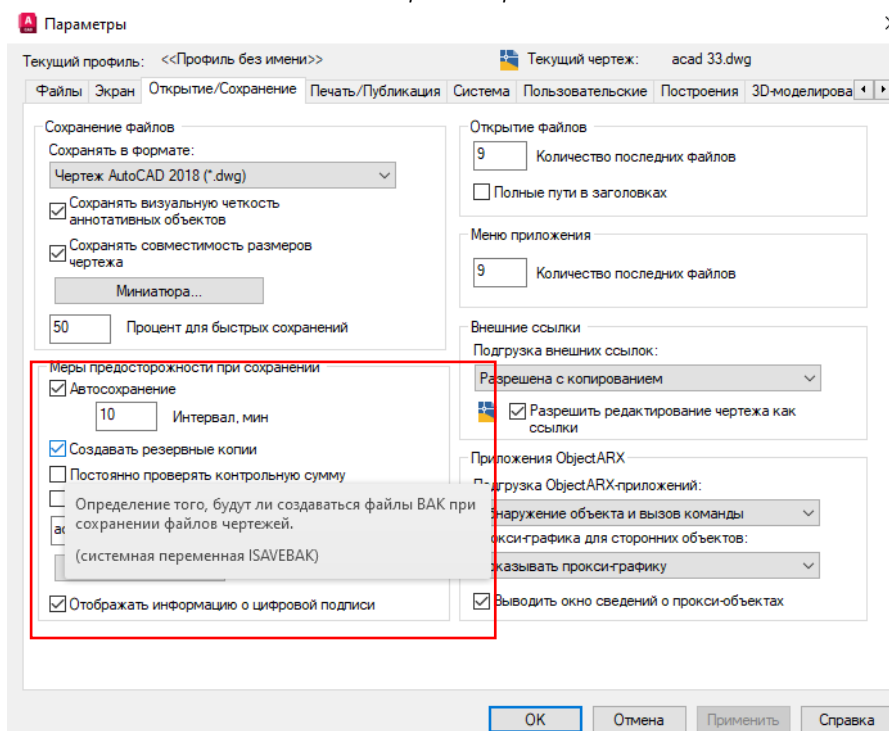 Параметры
Текущий профиль: <<Профиль без имени>>
Текущий чертеж: acad 33.dwg
Файлы Экран Открытие/Сохранение Печать/Публикация Система Пользовательские Построения 3D-моделирова
Сохранение файлов
Сохранять в формате:
Чертеж AutoCAD 2018 (*.dwg)
Сохранять визуальную четкость
аннотативных объектов
Сохранять совместимость размеров
чертежа
Миниатюра...
50 Процент для быстрых сохранений
Меры предосторожности при сохранении
Автосохранение
10 Интервал, мин
Создавать резервные копии
Постоянно проверять контрольную сумму
Определение того, будут ли создаваться файлы BAK при
сохранении файлов чертежей.
(системная переменная ISAVEBAK)
Отображать информацию о цифровой подписи
Открытие файлов
9 Количество последних файлов
Полные пути в заголовках
Меню приложения
9 Количество последних файлов
Внешние ссылки
Подгрузка внешних ссылок:
Разрешена с копированием
Разрешить редактирование чертежа как
ссылки
Приложения ObjectARX
Подгрузка ObjectARX-приложений:
наружение объекта и вызов команды
окси-графика для сторонних объектов:
оказывать прокси-графику
Выводить окно сведений о прокси-объектах
OK Отмена Применить Справка